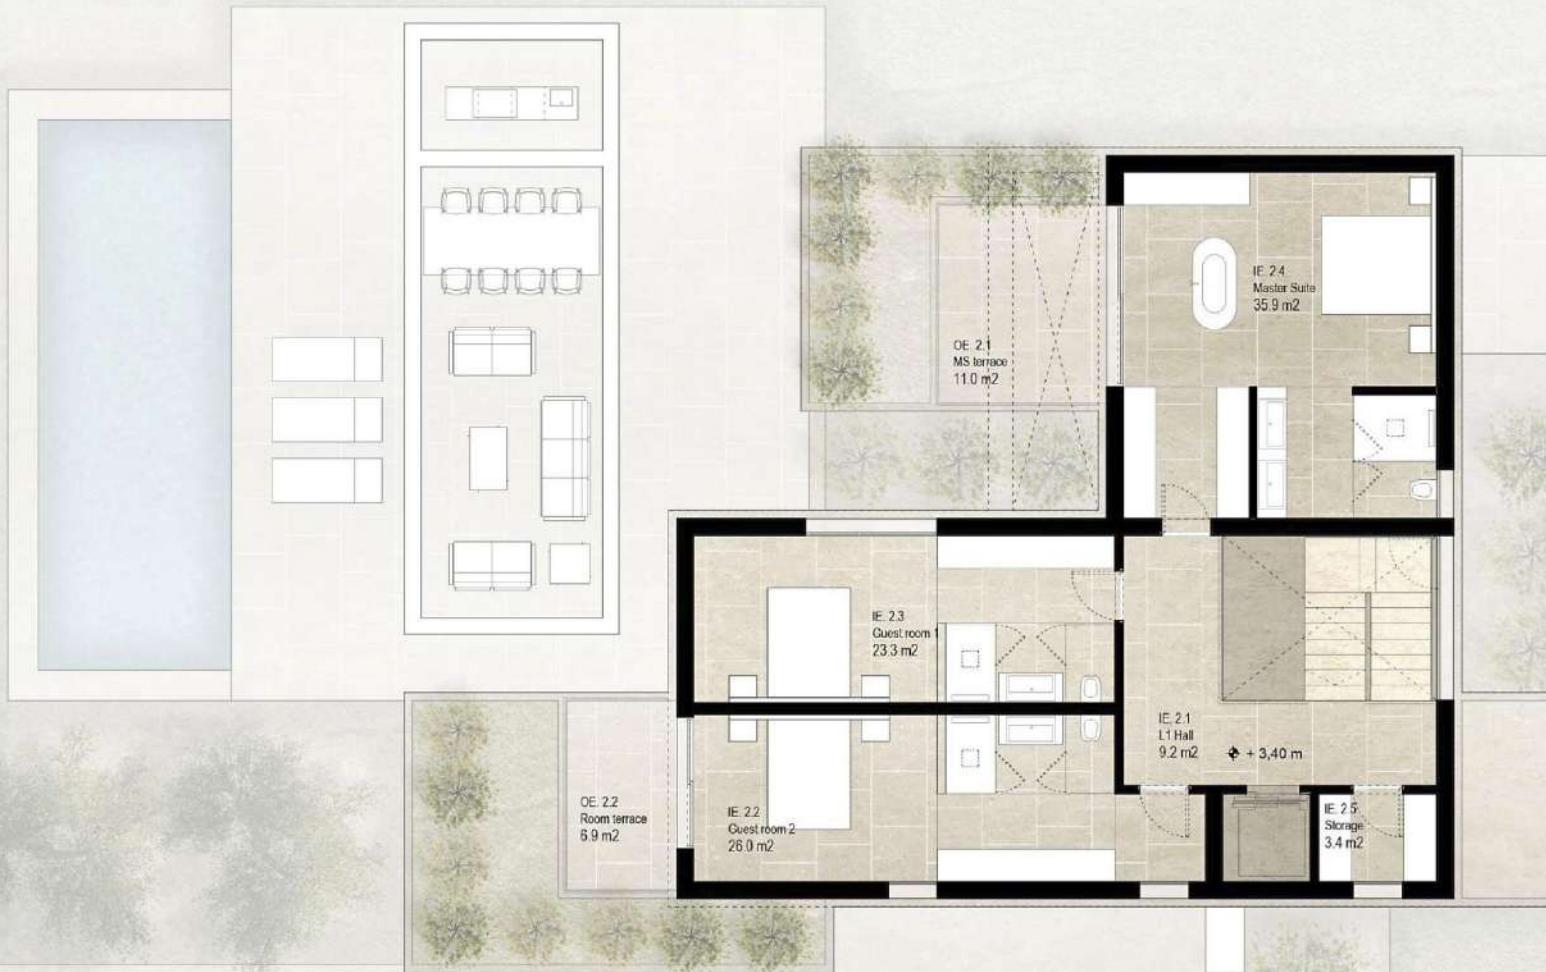 IE. 2.4
Master Suite
35.9 m2
OE. 2.1
MS terrace
11.0 m2
IE. 2.3
Guest room 1
23.3 m2
IE. 2.1
L1 Hall
9.2 m2
+ 3,40 m
OE. 2.2
Room terrace
6.9 m2
IE. 2.2
Guest room 2
26.0 m2
IE. 2.5
Storage
3.4 m2